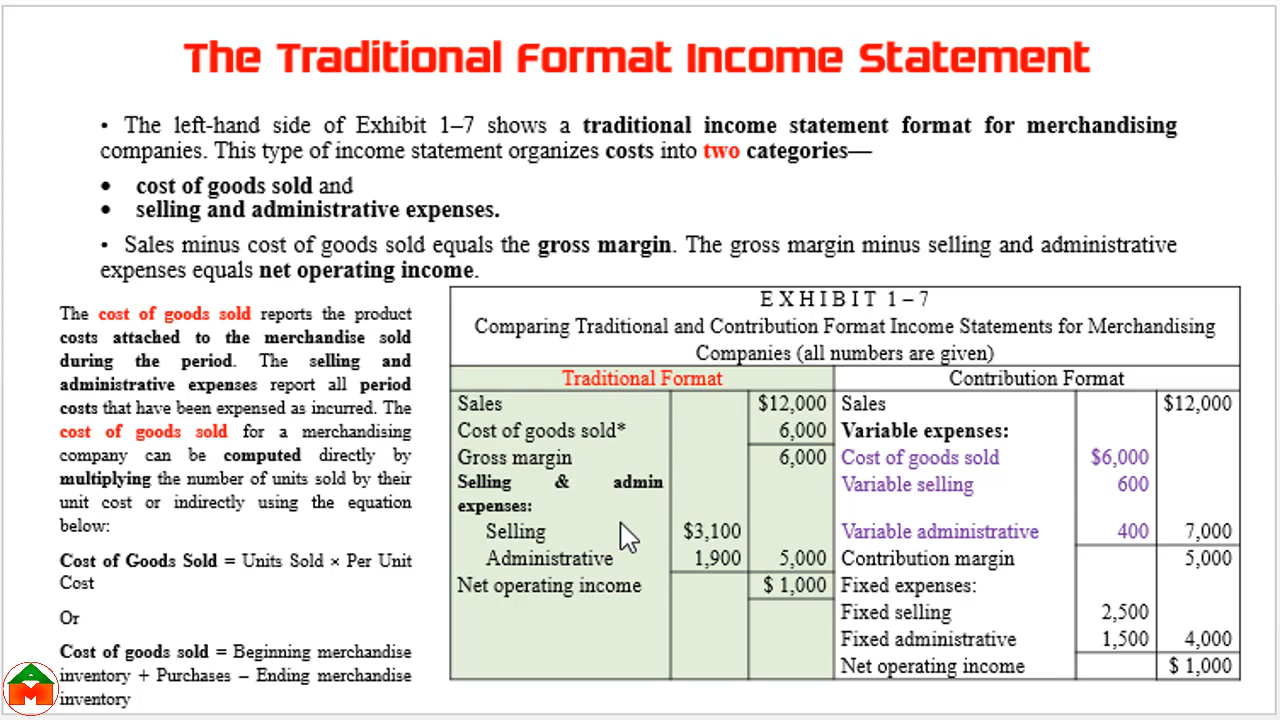 The Traditional Format Income Statement
• The left-hand side of Exhibit 1–7 shows a traditional income statement format for merchandising
companies. This type of income statement organizes costs into two categories—
• cost of goods sold and
• selling and administrative expenses.
• Sales minus cost of goods sold equals the gross margin. The gross margin minus selling and administrative
expenses equals net operating income.
The cost of goods sold reports the product
costs attached to the merchandise sold
during the period. The selling and
administrative expenses report all period
costs that have been expensed as incurred. The
cost of goods sold for a merchandising
company can be computed directly by
multiplying the number of units sold by their
unit cost or indirectly using the equation
below:
Cost of Goods Sold = Units Sold × Per Unit
Cost
Or
Cost of goods sold = Beginning merchandise
inventory + Purchases – Ending merchandise
inventory
EXHIBIT 1–7
Comparing Traditional and Contribution Format Income Statements for Merchandising
Companies (all numbers are given)
Traditional Format Contribution Format
Sales $12,000 Sales $12,000
Cost of goods sold* 6,000 Variable expenses:
Gross margin 6,000 Cost of goods sold $6,000
Selling & admin Variable selling 600
expenses:
Selling $3,100 Variable administrative 400 7,000
Administrative 1,900 5,000 Contribution margin 5,000
Net operating income $ 1,000 Fixed expenses:
Fixed selling 2,500
Fixed administrative 1,500 4,000
Net operating income $ 1,000